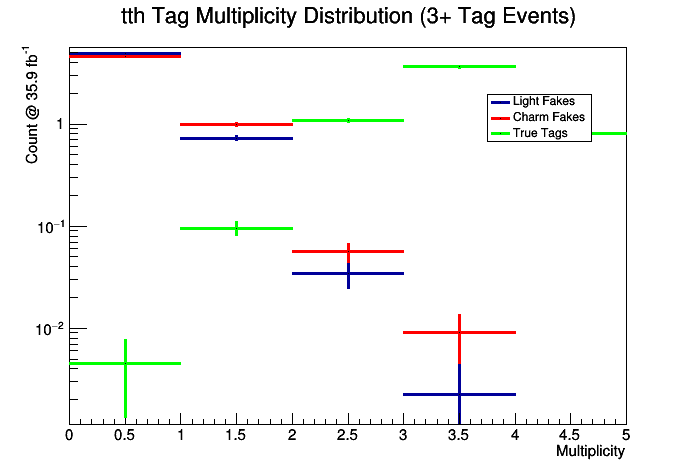 tth Tag Multiplicity Distribution (3+ Tag Events)
Count @ 35.9 fb⁻¹
Light Fakes
Charm Fakes
True Tags
1
10⁻¹
10⁻²
0 0.5 1 1.5 2 2.5 3 3.5 4 4.5 5
Multiplicity